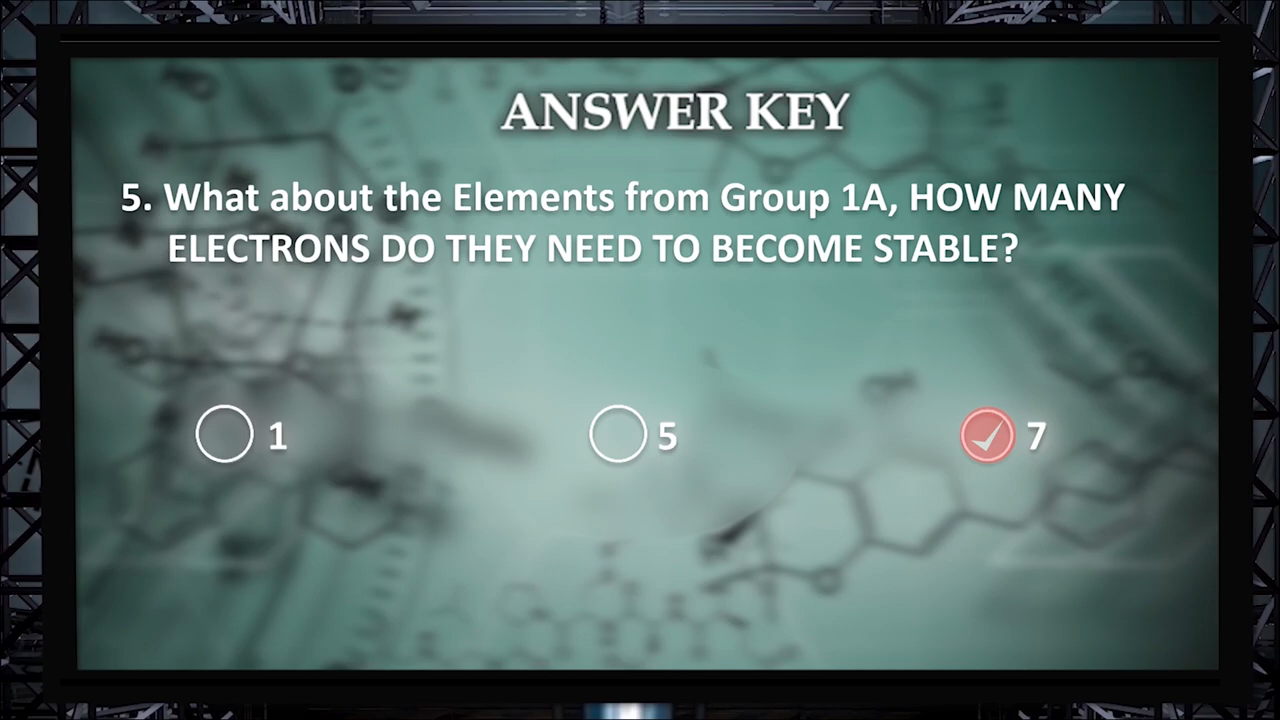 ANSWER KEY
5. What about the Elements from Group 1A, HOW MANY
ELECTRONS DO THEY NEED TO BECOME STABLE?
1 5 7